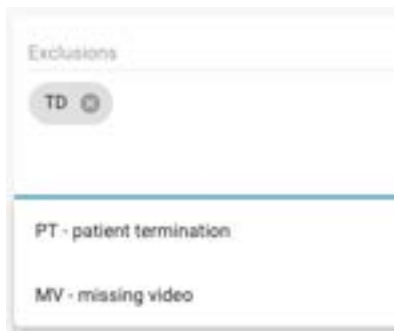 Exclusions
TD
PT - patient termination
MV - missing video